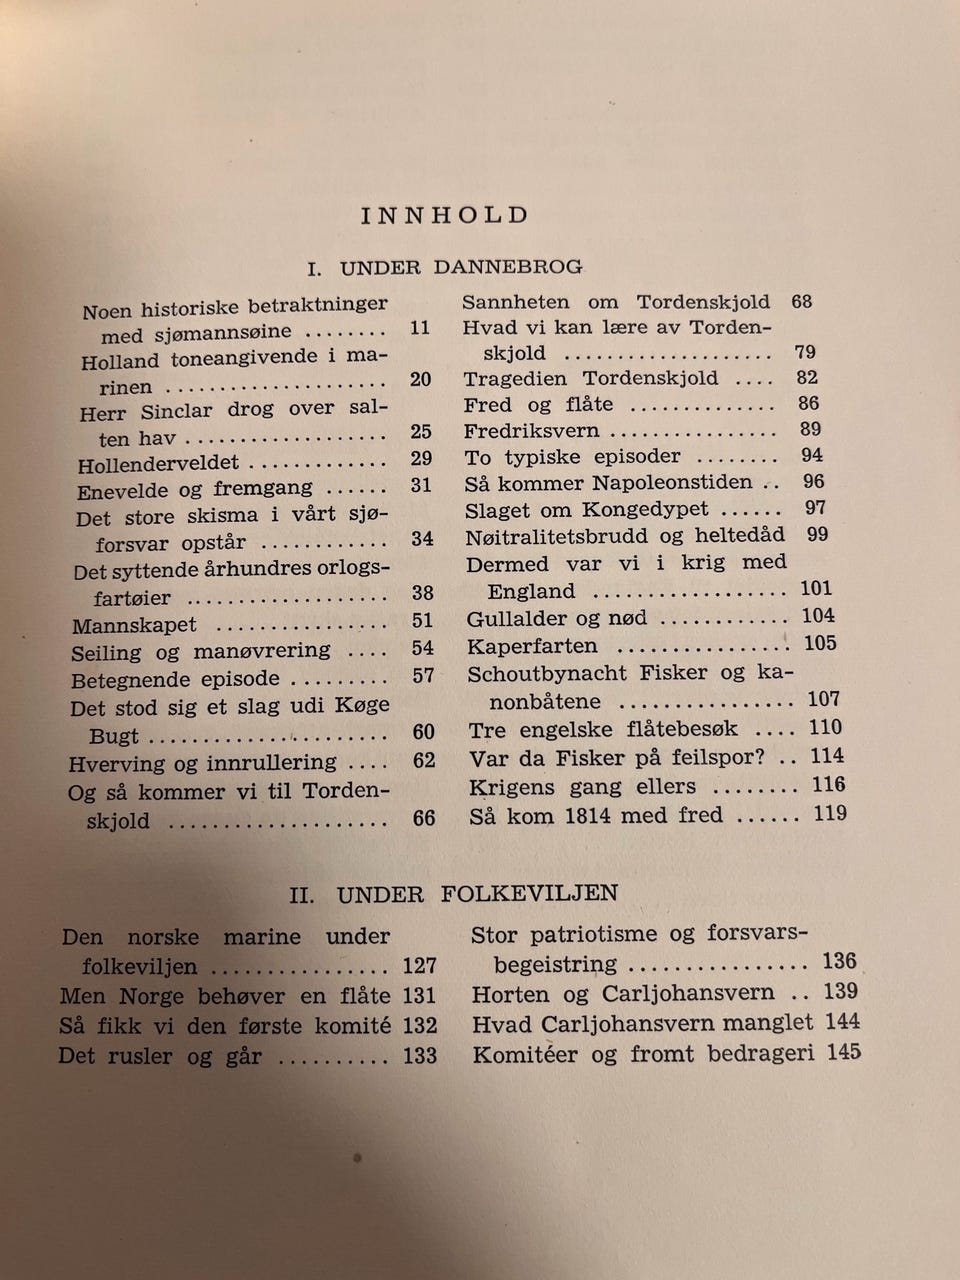 INNHOLD
I. UNDER DANNEBROG
Noen historiske betraktninger
med sjømannsøine ........ 11
Holland toneangivende i ma-
rinen ..................... 20
Herr Sinclar drog over sal-
ten hav ................... 25
Hollenderveldet ............. 29
Enevelde og fremgang ...... 31
Det store skisma i vårt sjø-
forsvar opstår ............ 34
Det syttende århundres orlogs-
fartøier ................... 38
Mannskapet ................ 51
Seiling og manøvrering .... 54
Betegnende episode ......... 57
Det stod sig et slag udi Køge
Bugt ...................... 60
Hverving og innrullering .... 62
Og så kommer vi til Torden-
skjold .................... 66
Sannheten om Tordenskjold 68
Hvad vi kan lære av Torden-
skjold ................... 79
Tragedien Tordenskjold .... 82
Fred og flåte ............. 86
Fredriksvern ................ 89
To typiske episoder ........ 94
Så kommer Napoleonstiden .. 96
Slaget om Kongedypet ...... 97
Nøitralitetsbrudd og heltedåd 99
Dermed var vi i krig med
England .................. 101
Gullalder og nød ............ 104
Kaperfarten ................ 105
Schoutbynacht Fisker og ka-
nonbåtene ................ 107
Tre engelske flåtebesøk .... 110
Var da Fisker på feilspor? .. 114
Krigens gang ellers ........ 116
Så kom 1814 med fred ...... 119
II. UNDER FOLKEVILJEN
Den norske marine under
folkeviljen ................ 127
Men Norge behøver en flåte 131
Så fikk vi den første komité 132
Det rusler og går .......... 133
Stor patriotisme og forsvars-
begeistring ................ 136
Horten og Carljohansvern .. 139
Hvad Carljohansvern manglet 144
Komitéer og fromt bedrageri 145